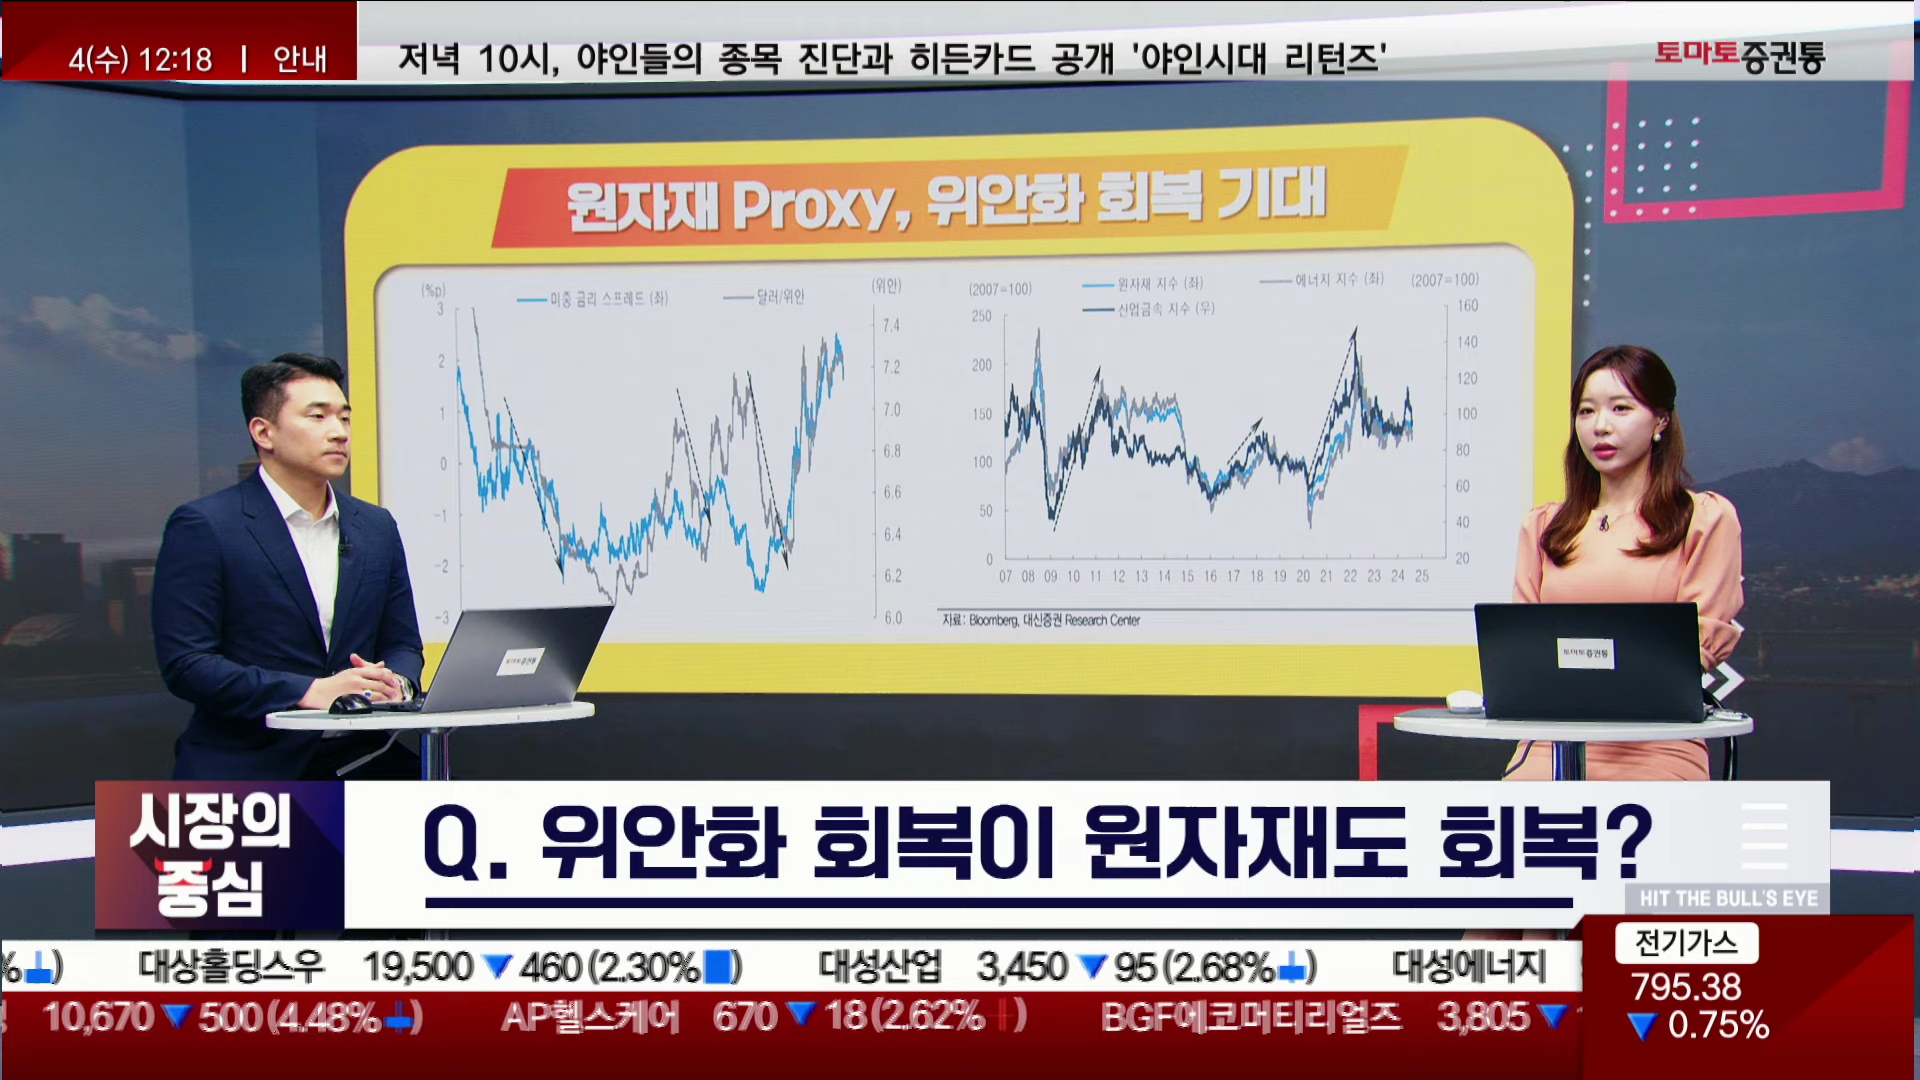 4(수) 12:18 | 안내
저녁 10시, 야인들의 종목 진단과 히든카드 공개 '야인시대 리턴즈'
토마토증권통
원자재 Proxy, 위안화 회복 기대
(%p)
미중 금리 스프레드 (좌)
달러/위안
(위안)
3
2
1
0
-1
-2
-3
7.4
7.2
7.0
6.8
6.6
6.4
6.2
6.0
(2007=100)
원자재 지수 (좌)
에너지 지수 (좌)
(2007=100)
산업금속 지수 (우)
250
200
150
100
50
0
160
140
120
100
80
60
40
20
07 08 09 10 11 12 13 14 15 16 17 18 19 20 21 22 23 24 25
자료: Bloomberg, 대신증권 Research Center
토마토증권통
토마토증권통
시장의
중심
Q. 위안화 회복이 원자재도 회복?
HIT THE BULL'S EYE
대상홀딩스우 19,500 ▼ 460 (2.30%) 대성산업 3,450 ▼ 95 (2.68%) 대성에너지
10,670 ▼ 500 (4.48%) AP헬스케어 670 ▼ 18 (2.62%) BGF에코머티리얼즈 3,805 ▼
전기가스
795.38
▼ 0.75%